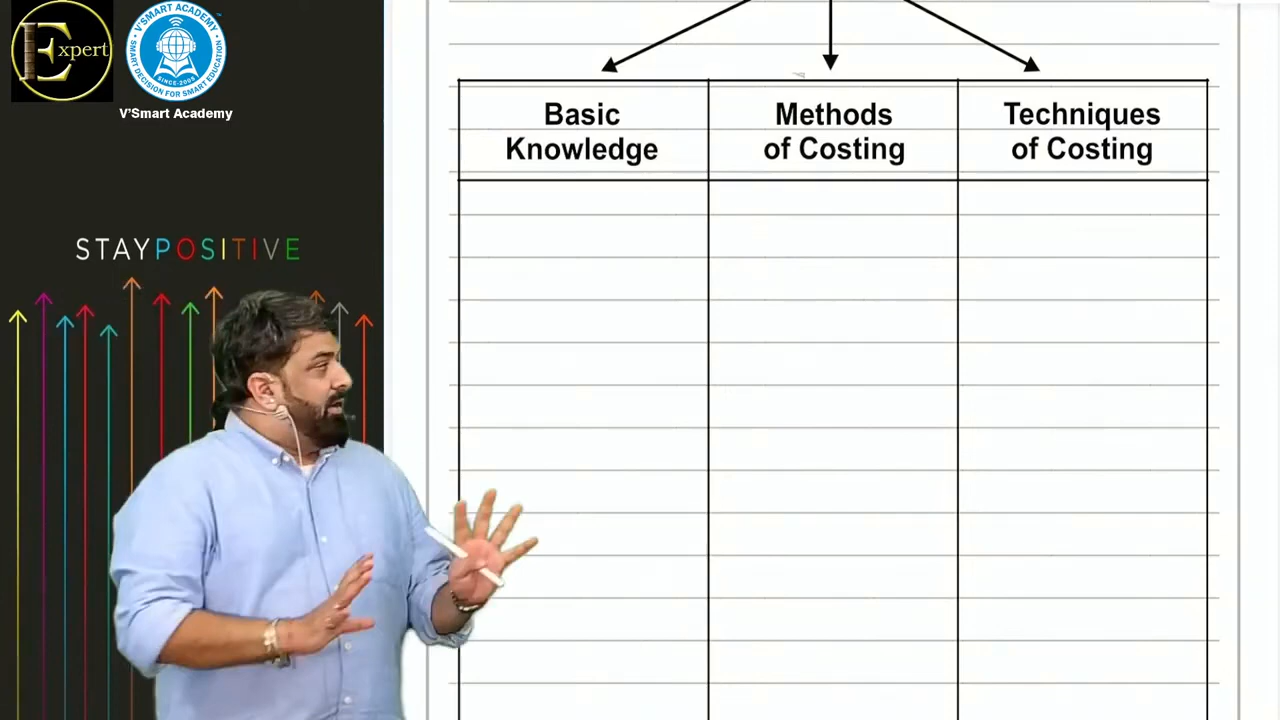 Expert
V'SMART ACADEMY
SMART DECISION FOR SMART EDUCATION
SINCE-2005
V'Smart Academy
STAYPOSITIVE
Basic
Knowledge
Methods
of Costing
Techniques
of Costing